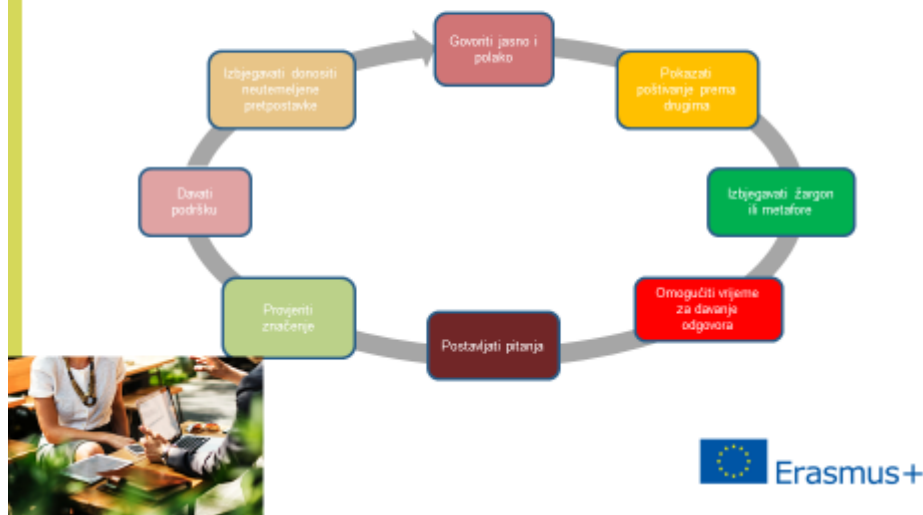 Govoriti jasno i
polako
Pokazati
poštivanje prema
drugima
Izbjegavati žargon
ili metafore
Omogućiti vrijeme
za davanje
odgovora
Postavljati pitanja
Provjeriti
značenje
Davati
podršku
Izbjegavati donositi
neutemeljene
pretpostavke
Erasmus+